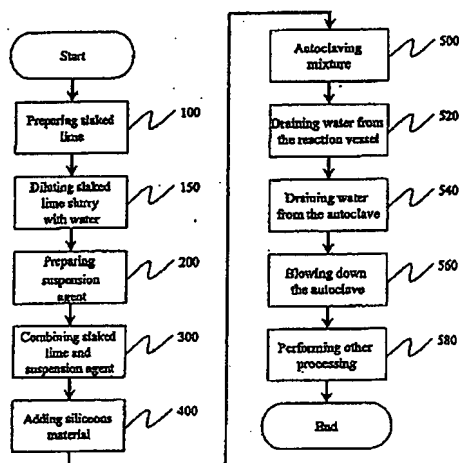 Start
Preparing slaked
lime
100
Diluting slaked
lime slurry
with water
150
Preparing
suspension
agent
200
Combining slaked
lime and
suspension agent
300
Adding siliceous
material
400
Autoclaving
mixture
500
Draining water from
the reaction vessel
520
Draining water
from the autoclave
540
Blowing down
the autoclave
560
Performing other
processing
580
End